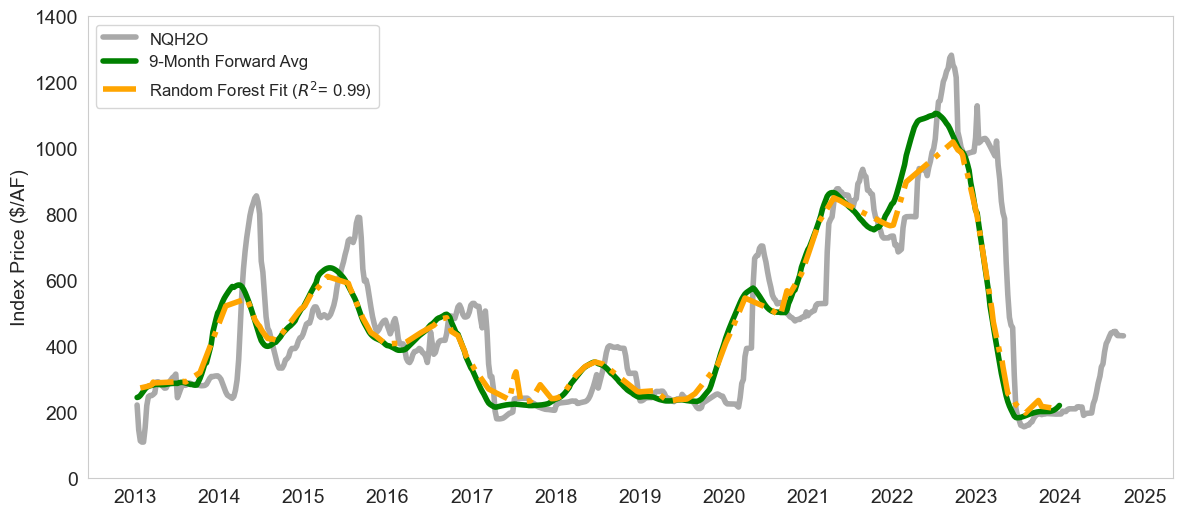 NQH2O
9-Month Forward Avg
Random Forest Fit (R²= 0.99)
Index Price ($/AF)
1400
1200
1000
800
600
400
200
0
2013 2014 2015 2016 2017 2018 2019 2020 2021 2022 2023 2024 2025